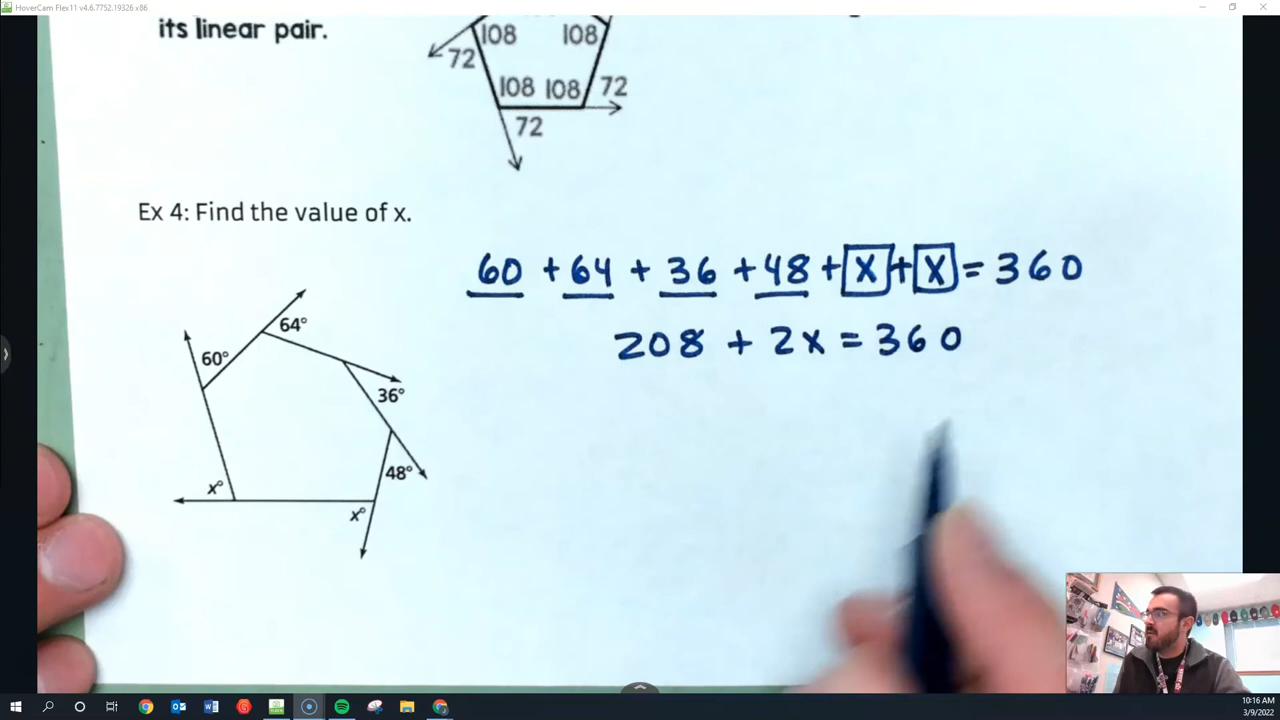 HoverCam Flex11 v4.6.7752.19326 x86
its linear pair.
108 108
72
108 108 72
72
Ex 4: Find the value of x.
60 + 64 + 36 + 48 + x + x = 360
208 + 2x = 360
64°
60°
36°
48°
x°
x°
10:16 AM
3/9/2022